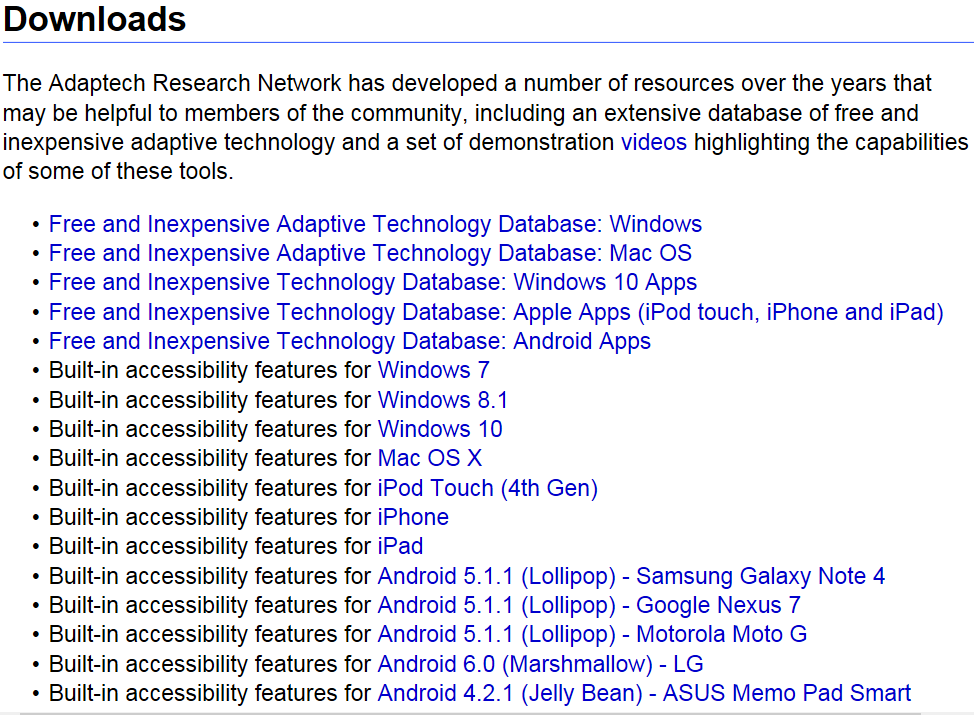 Downloads
The Adaptech Research Network has developed a number of resources over the years that
may be helpful to members of the community, including an extensive database of free and
inexpensive adaptive technology and a set of demonstration videos highlighting the capabilities
of some of these tools.
• Free and Inexpensive Adaptive Technology Database: Windows
• Free and Inexpensive Adaptive Technology Database: Mac OS
• Free and Inexpensive Technology Database: Windows 10 Apps
• Free and Inexpensive Technology Database: Apple Apps (iPod touch, iPhone and iPad)
• Free and Inexpensive Technology Database: Android Apps
• Built-in accessibility features for Windows 7
• Built-in accessibility features for Windows 8.1
• Built-in accessibility features for Windows 10
• Built-in accessibility features for Mac OS X
• Built-in accessibility features for iPod Touch (4th Gen)
• Built-in accessibility features for iPhone
• Built-in accessibility features for iPad
• Built-in accessibility features for Android 5.1.1 (Lollipop) - Samsung Galaxy Note 4
• Built-in accessibility features for Android 5.1.1 (Lollipop) - Google Nexus 7
• Built-in accessibility features for Android 5.1.1 (Lollipop) - Motorola Moto G
• Built-in accessibility features for Android 6.0 (Marshmallow) - LG
• Built-in accessibility features for Android 4.2.1 (Jelly Bean) - ASUS Memo Pad Smart